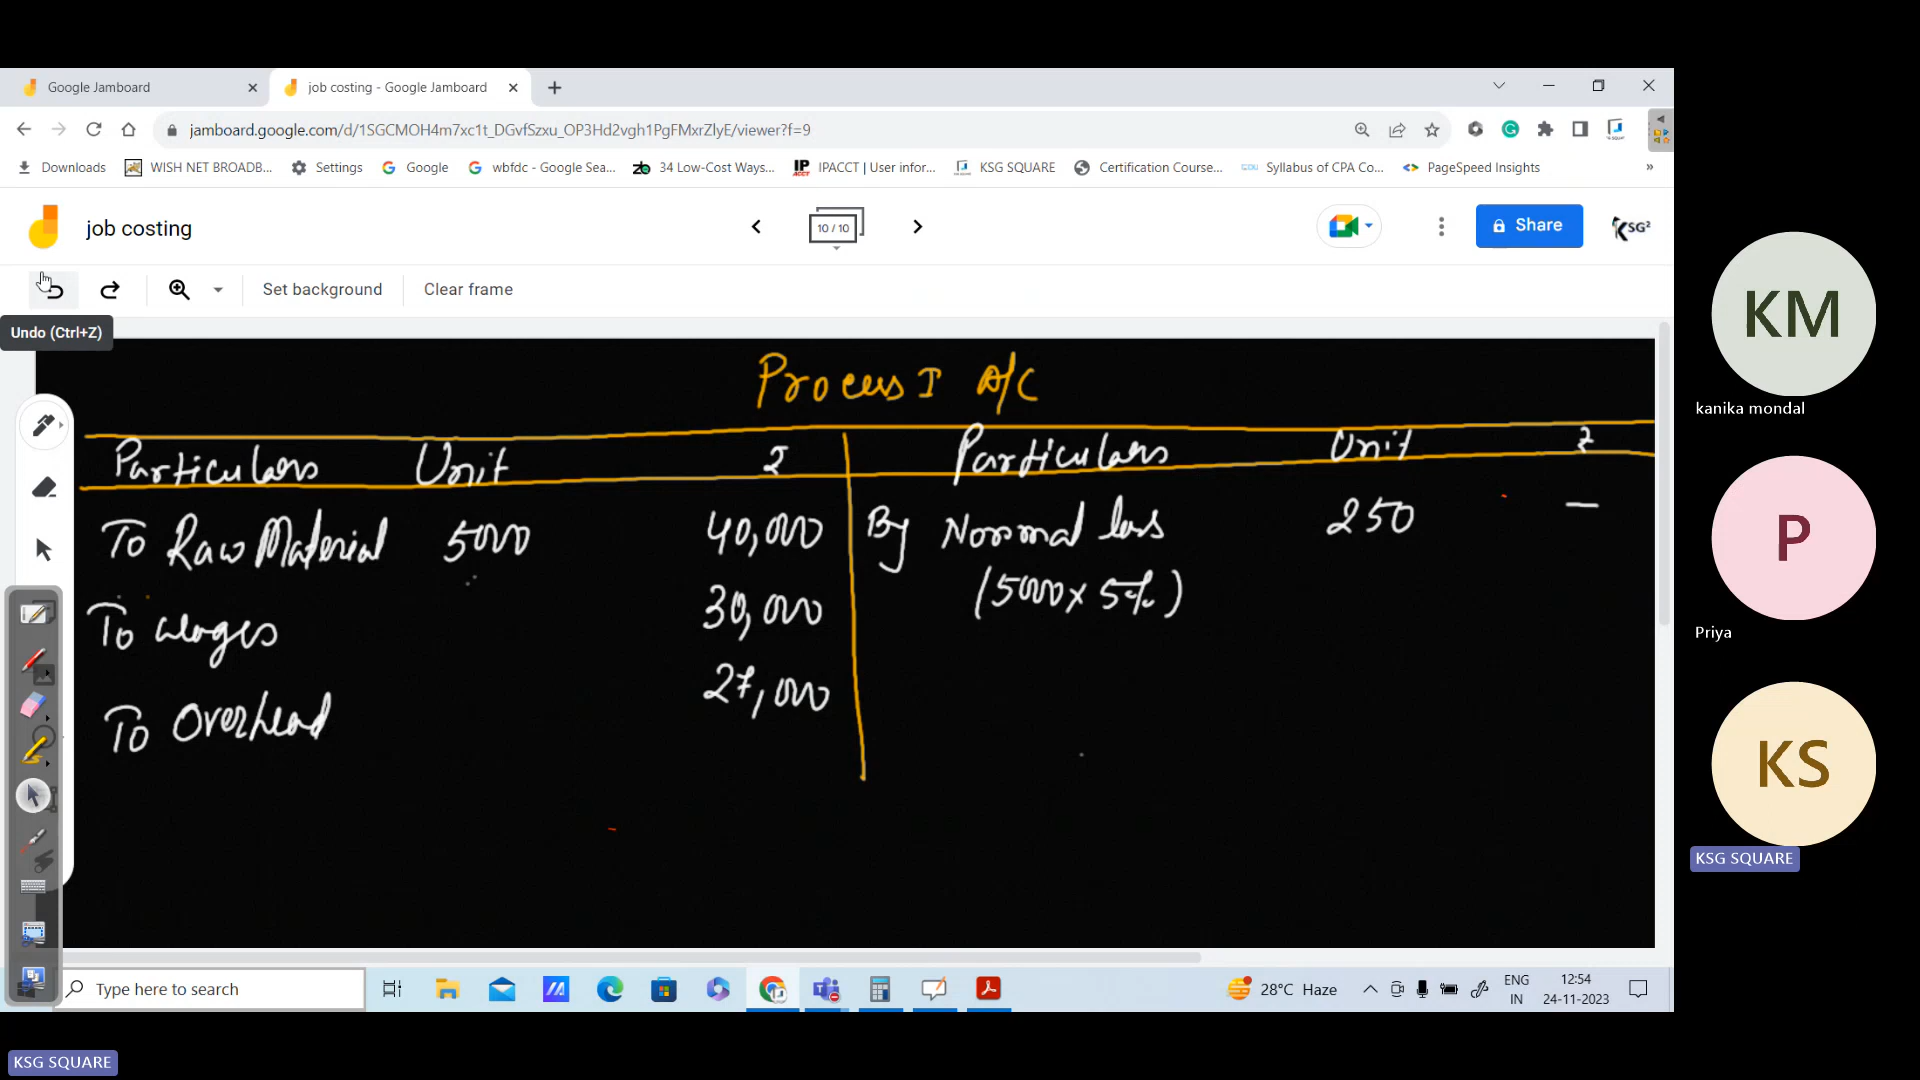 Google Jamboard
job costing - Google Jamboard
jamboard.google.com/d/1SGCMOH4m7xc1t_DGvfSzxu_OP3Hd2vgh1PgFMxrZlyE/viewer?f=9
Downloads WISH NET BROADB... Settings Google wbfdc - Google Sea... 34 Low-Cost Ways... IPACCT | User infor... KSG SQUARE Certification Course... Syllabus of CPA Co... PageSpeed Insights »
job costing
10 / 10
Share
KSG²
Set background
Clear frame
Undo (Ctrl+Z)
Process I A/C
Particulars Unit ₹ Particulars Unit ₹
To Raw Material 5000 40,000 By Normal loss 250 —
(5000 x 5%)
To Wages 30,000
To Overhead 27,000
KM
kanika mondal
P
Priya
KS
KSG SQUARE
Type here to search
28°C Haze
ENG
IN
12:54
24-11-2023
KSG SQUARE